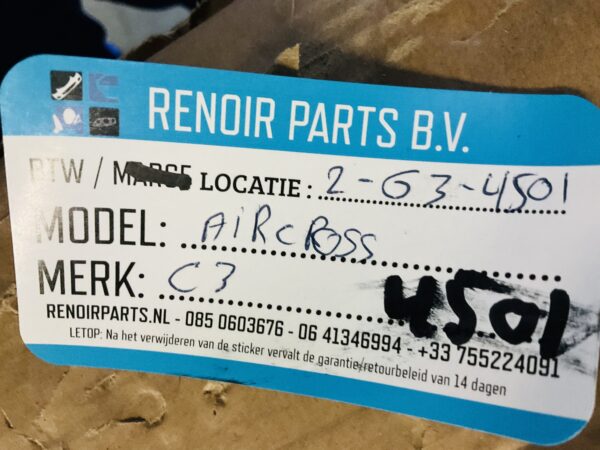 RENOIR PARTS B.V.
BTW / MARGE LOCATIE: 2-G3-4501
MODEL: AiRCROSS
MERK: C3
4501
RENOIRPARTS.NL - 085 0603676 - 06 41346994 - +33 755224091
LETOP: Na het verwijderen van de sticker vervalt de garantie/retourbeleid van 14 dagen